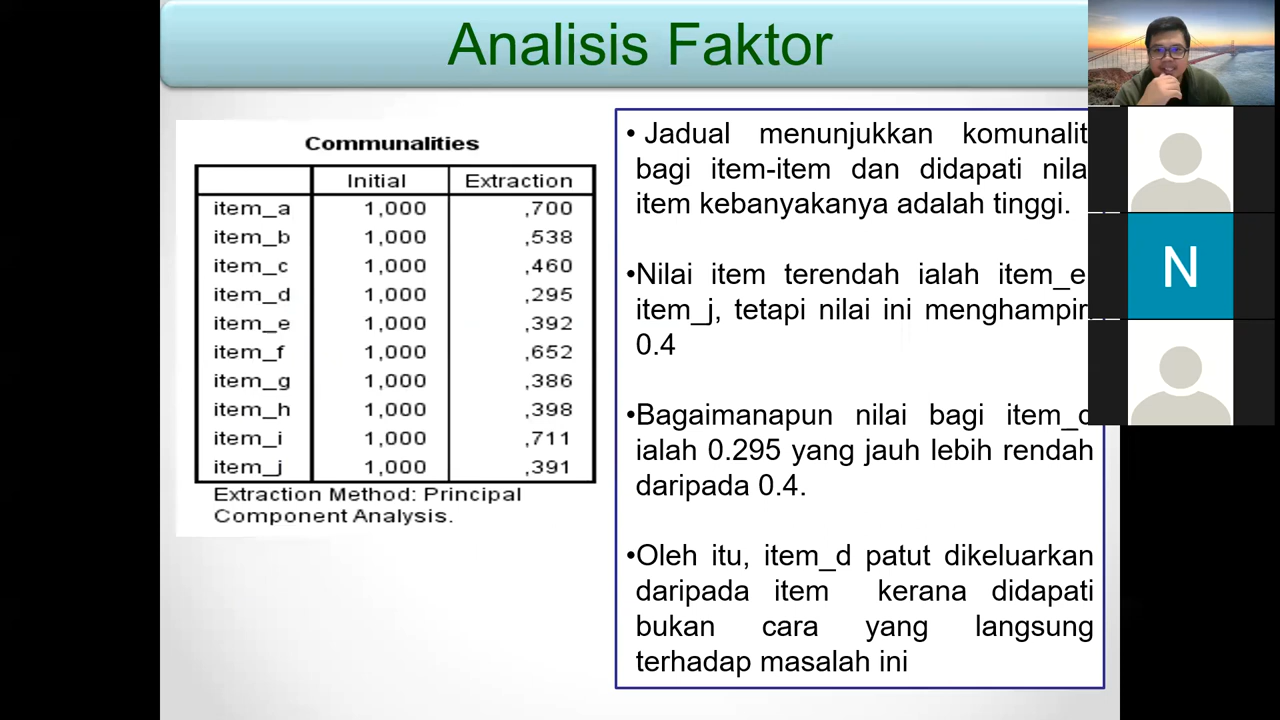 Analisis Faktor
Communalities
Initial Extraction
item_a 1,000 ,700
item_b 1,000 ,538
item_c 1,000 ,460
item_d 1,000 ,295
item_e 1,000 ,392
item_f 1,000 ,652
item_g 1,000 ,386
item_h 1,000 ,398
item_i 1,000 ,711
item_j 1,000 ,391
Extraction Method: Principal
Component Analysis.
• Jadual menunjukkan komunalit
bagi item-item dan didapati nila
item kebanyakanya adalah tinggi.
•Nilai item terendah ialah item_e
item_j, tetapi nilai ini menghampir
0.4
•Bagaimanapun nilai bagi
ialah 0.295 yang jauh lebih rendah
daripada 0.4.
•Oleh itu, item_d patut dikeluarkan
daripada item kerana didapati
bukan cara yang langsung
terhadap masalah ini
N